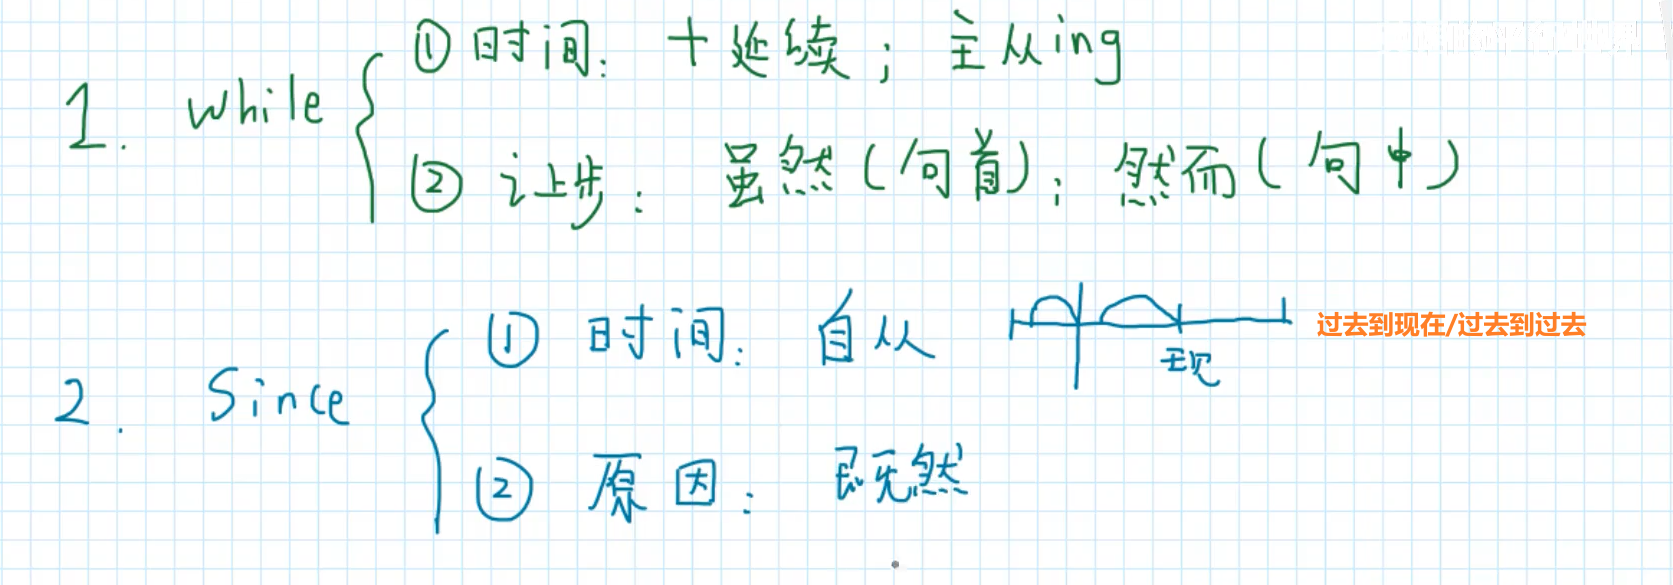 1. while ① 时间: + 延续; 主从ing
② 让步: 虽然(句首); 然而(句中)
2. Since ① 时间: 自从 现 过去到现在/过去到过去
② 原因: 既然